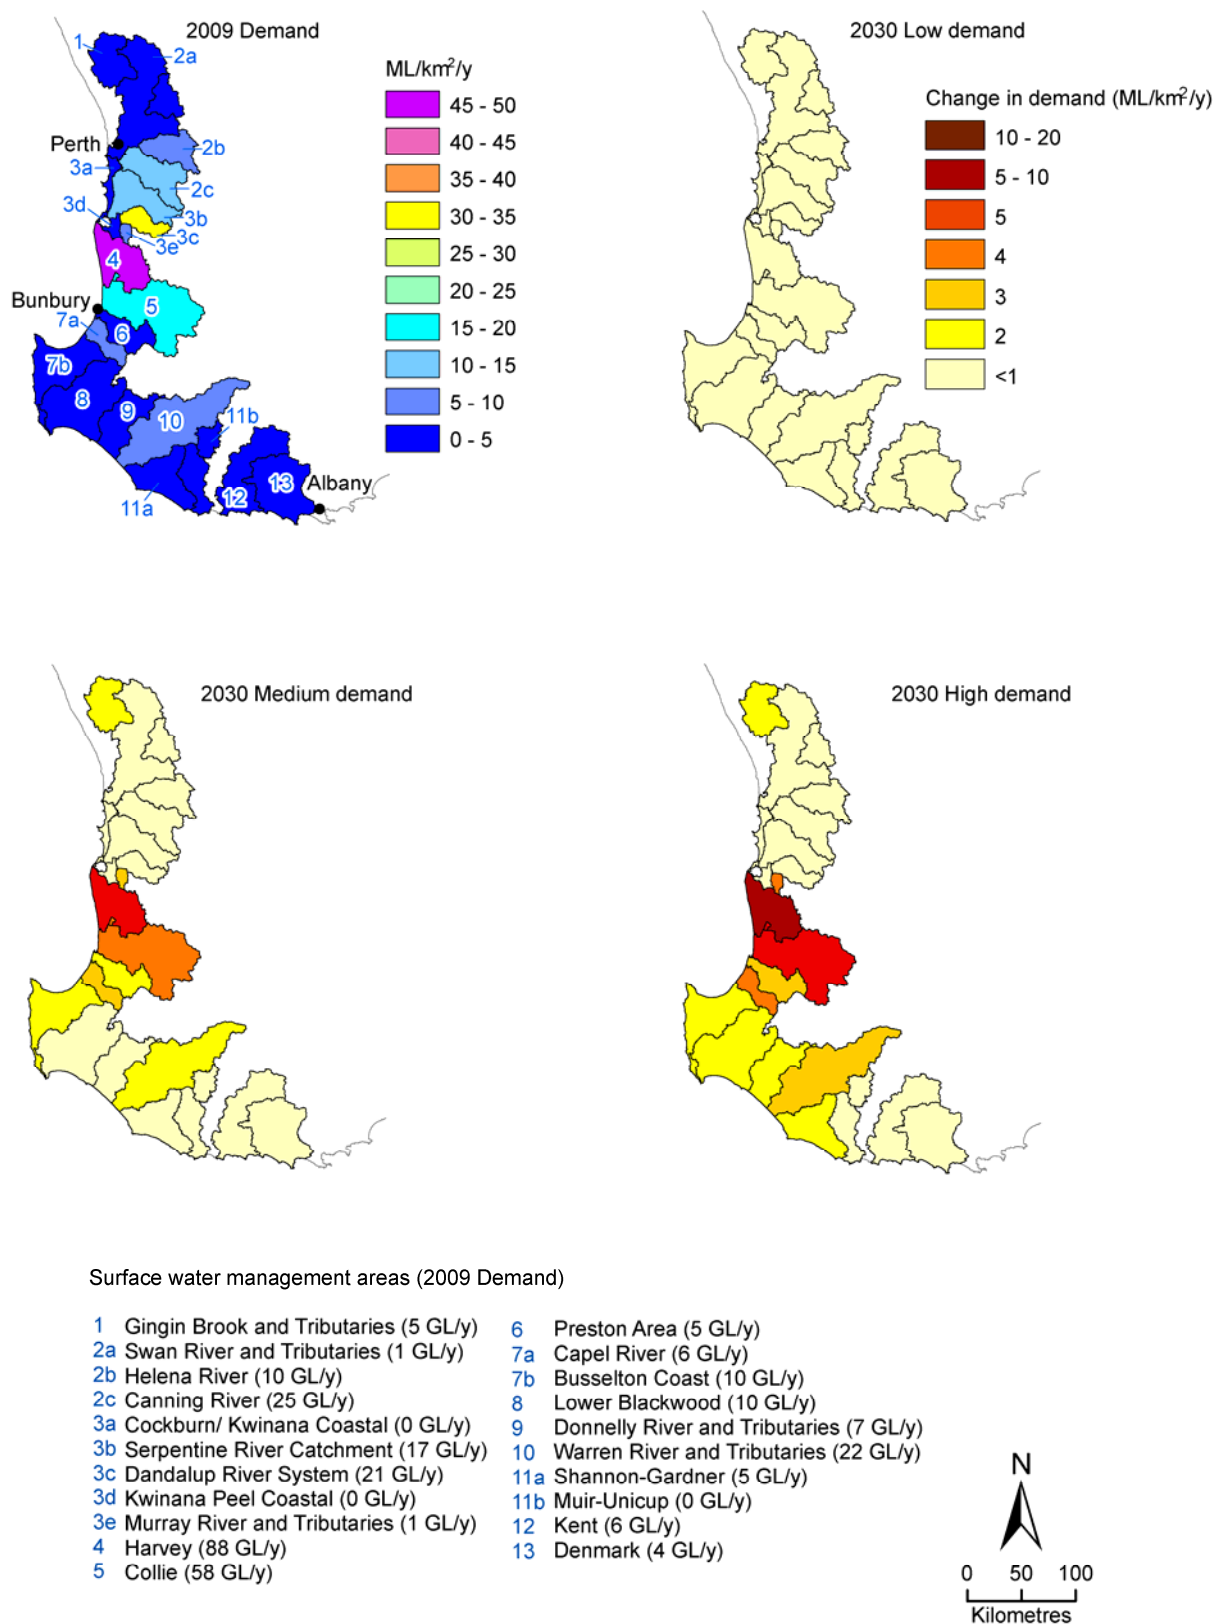 2009 Demand
1
2a
Perth
2b
3a
2c
3d
3b
3c
3e
4
Bunbury
5
7a
6
7b
8
9
10
11b
13
Albany
12
11a
ML/km²/y
45 - 50
40 - 45
35 - 40
30 - 35
25 - 30
20 - 25
15 - 20
10 - 15
5 - 10
0 - 5
2030 Low demand
Change in demand (ML/km²/y)
10 - 20
5 - 10
5
4
3
2
<1
2030 Medium demand
2030 High demand
Surface water management areas (2009 Demand)
1 Gingin Brook and Tributaries (5 GL/y)
2a Swan River and Tributaries (1 GL/y)
2b Helena River (10 GL/y)
2c Canning River (25 GL/y)
3a Cockburn/ Kwinana Coastal (0 GL/y)
3b Serpentine River Catchment (17 GL/y)
3c Dandalup River System (21 GL/y)
3d Kwinana Peel Coastal (0 GL/y)
3e Murray River and Tributaries (1 GL/y)
4 Harvey (88 GL/y)
5 Collie (58 GL/y)
6 Preston Area (5 GL/y)
7a Capel River (6 GL/y)
7b Busselton Coast (10 GL/y)
8 Lower Blackwood (10 GL/y)
9 Donnelly River and Tributaries (7 GL/y)
10 Warren River and Tributaries (22 GL/y)
11a Shannon-Gardner (5 GL/y)
11b Muir-Unicup (0 GL/y)
12 Kent (6 GL/y)
13 Denmark (4 GL/y)
N
0 50 100
Kilometres